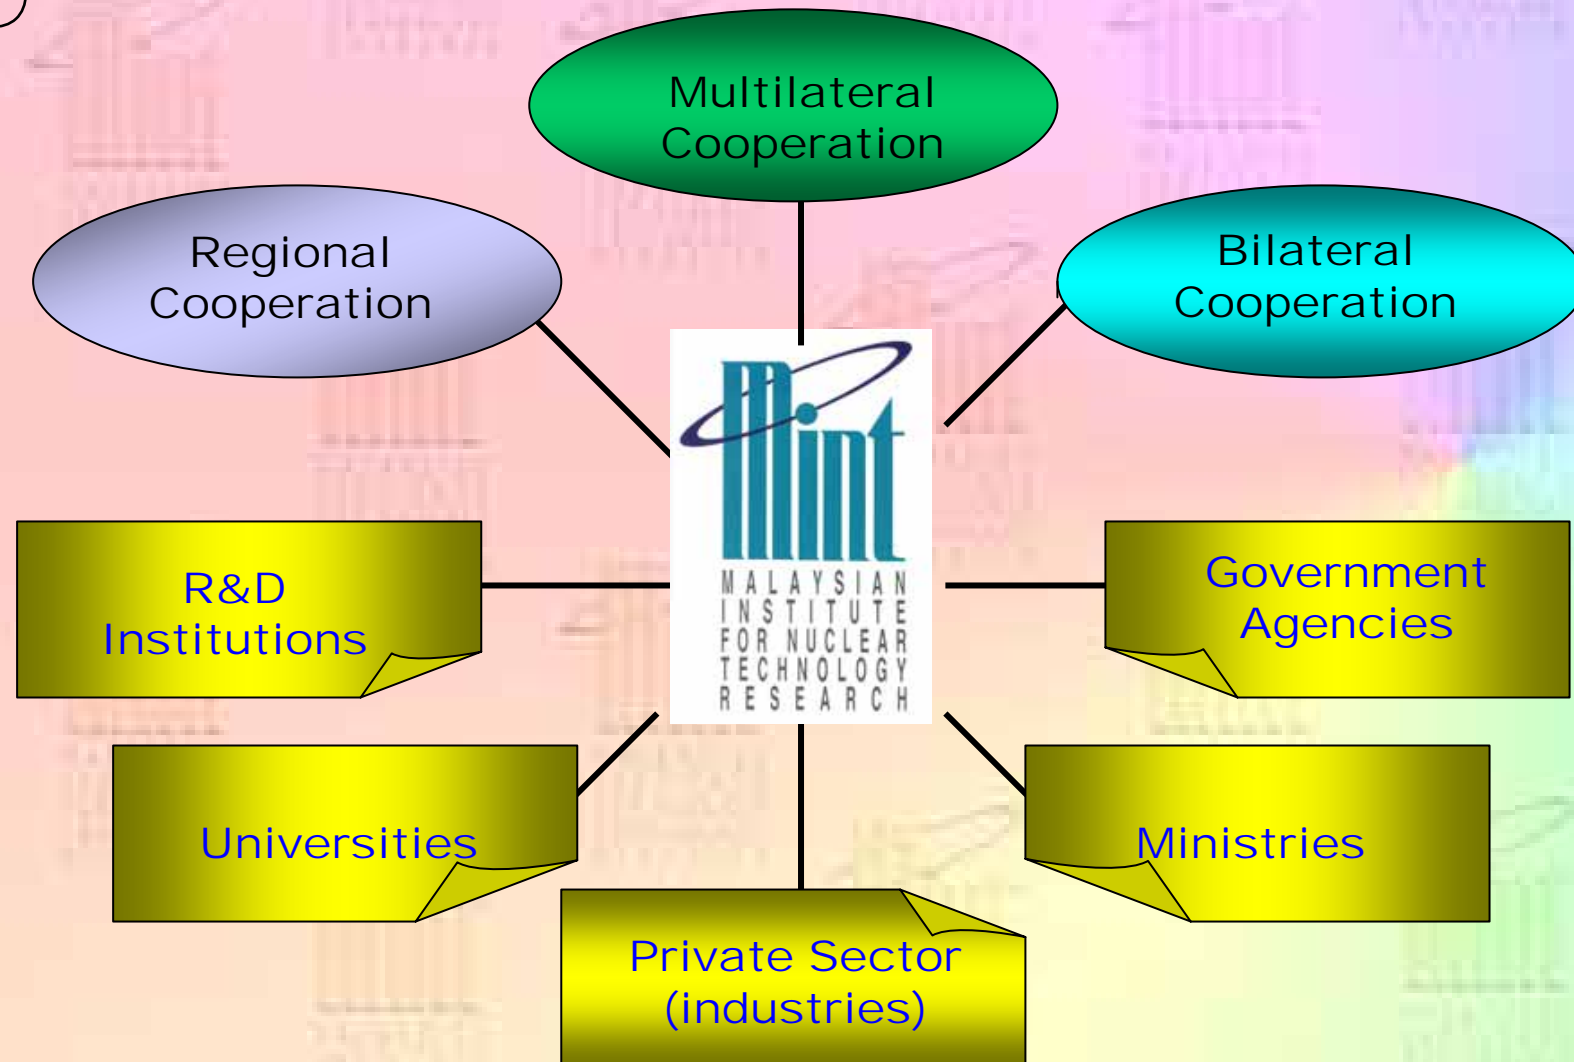 Multilateral
Cooperation
Regional
Cooperation
Bilateral
Cooperation
mint
MALAYSIAN
INSTITUTE
FOR NUCLEAR
TECHNOLOGY
RESEARCH
R&D
Institutions
Government
Agencies
Universities
Ministries
Private Sector
(industries)